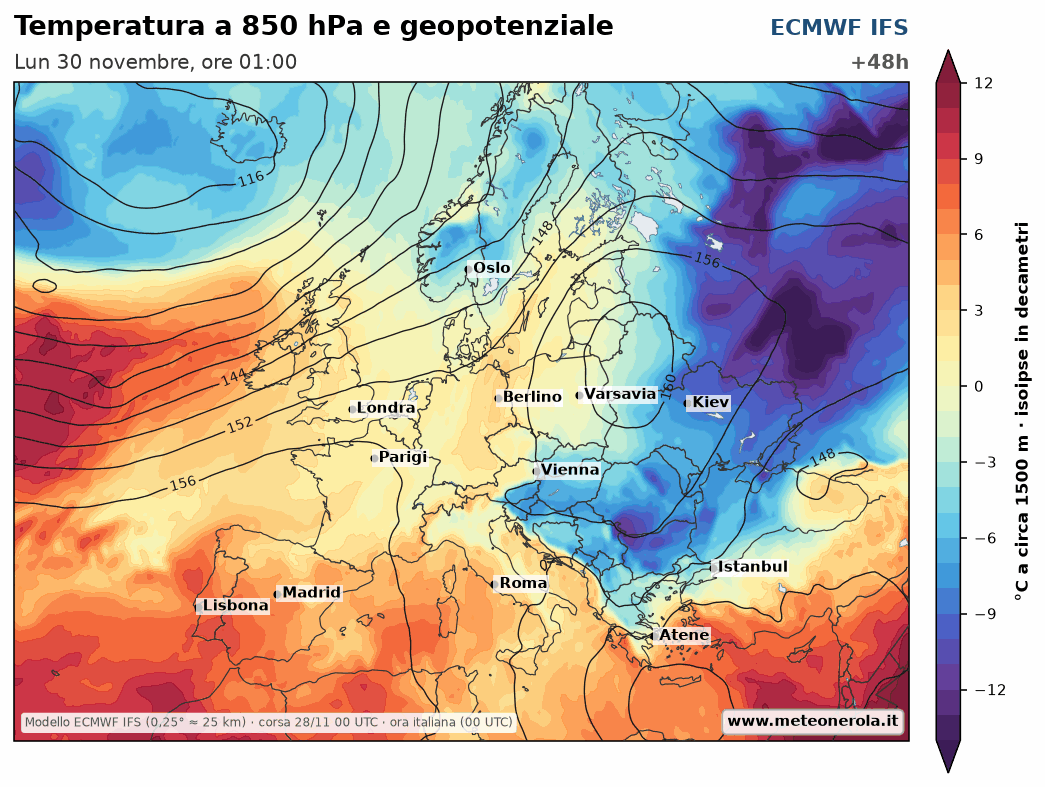 Temperatura a 850 hPa e geopotenziale
ECMWF IFS
Lun 30 novembre, ore 01:00
+48h
116
148
156
Oslo
144
160
Berlino
Varsavia
Kiev
Londra
152
Parigi
Vienna
148
156
Istanbul
Roma
Madrid
Lisbona
Atene
Modello ECMWF IFS (0,25° ≈ 25 km) · corsa 28/11 00 UTC · ora italiana (00 UTC)
www.meteonerola.it
12
9
6
3
0
−3
−6
−9
−12
°C a circa 1500 m · isoipse in decametri